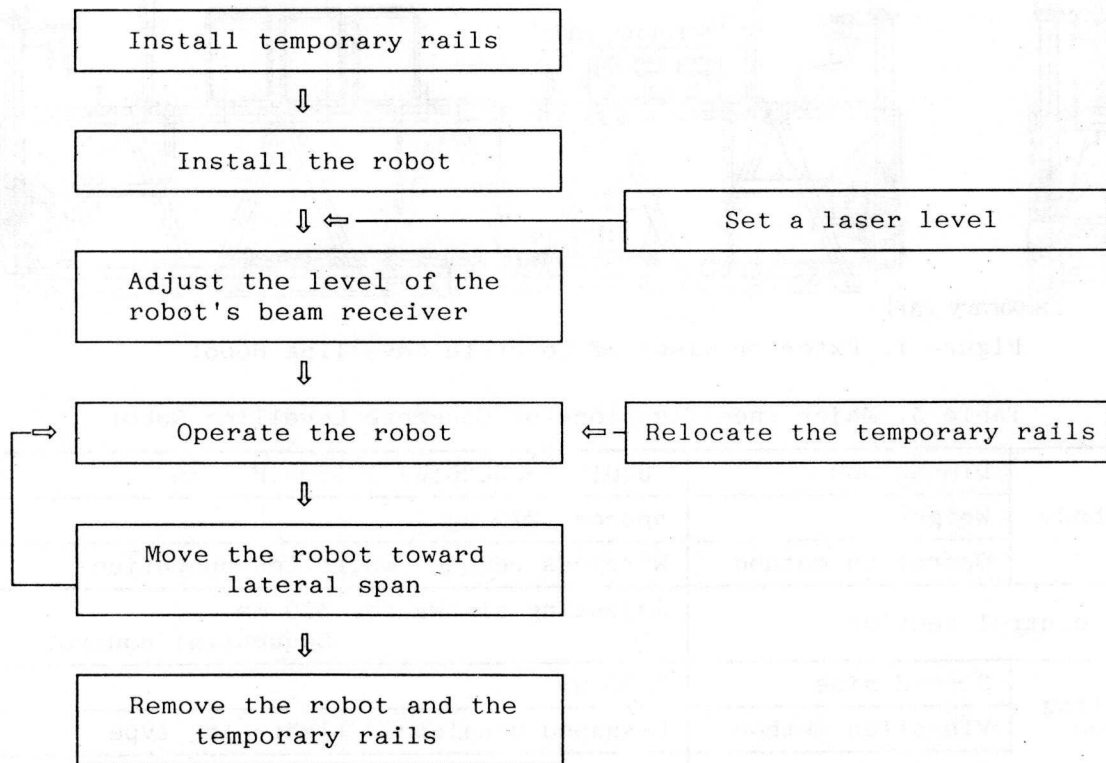 Install temporary rails
Install the robot
Set a laser level
Adjust the level of the
robot's beam receiver
Operate the robot
Relocate the temporary rails
Move the robot toward
lateral span
Remove the robot and the
temporary rails